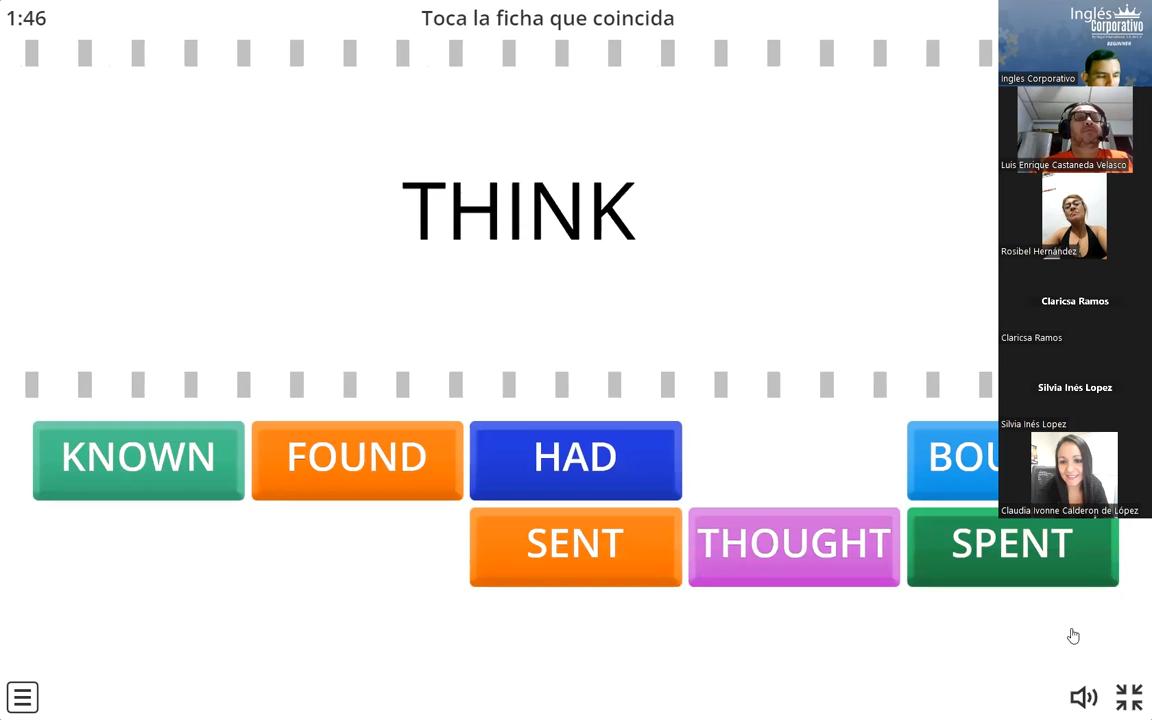 1:46
Toca la ficha que coincida
THINK
KNOWN
FOUND
HAD
BOU
SENT
THOUGHT
SPENT
Inglés
Corporativo
BEGINNER
Ingles Corporativo
Luis Enrique Castaneda Velasco
Rosibel Hernández
Claricsa Ramos
Claricsa Ramos
Silvia Inés Lopez
Silvia Inés Lopez
Claudia Ivonne Calderon de López